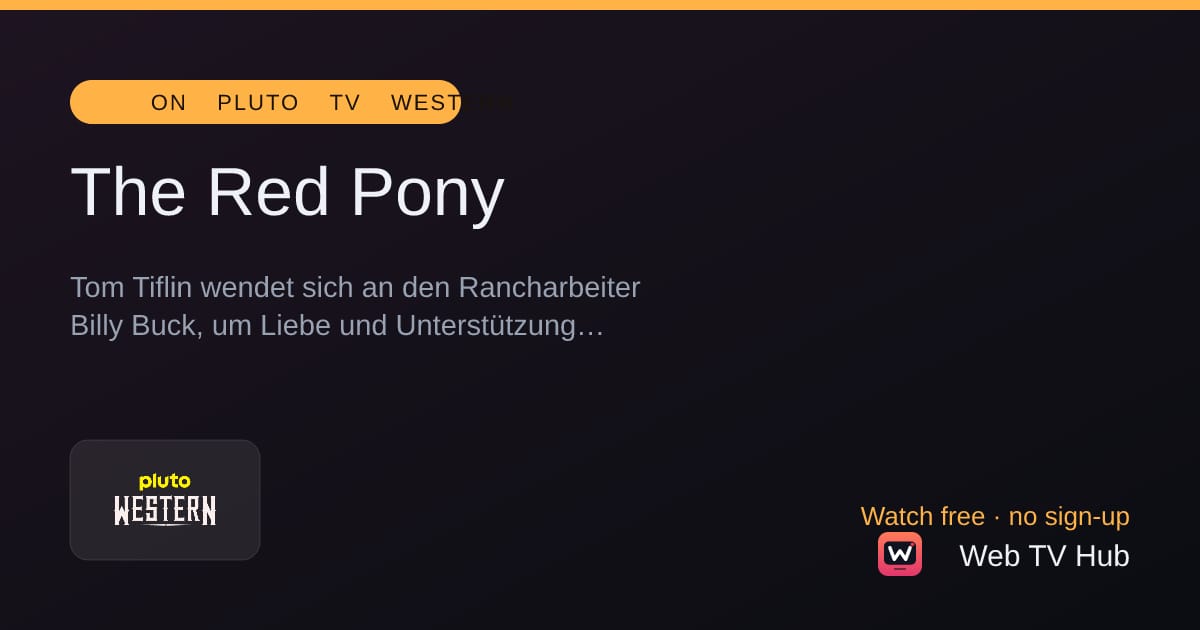 ON PLUTO TV WESTERN
The Red Pony
Tom Tiflin wendet sich an den Rancharbeiter
Billy Buck, um Liebe und Unterstützung…
pluto
WESTERN
Watch free · no sign-up
W
Web TV Hub